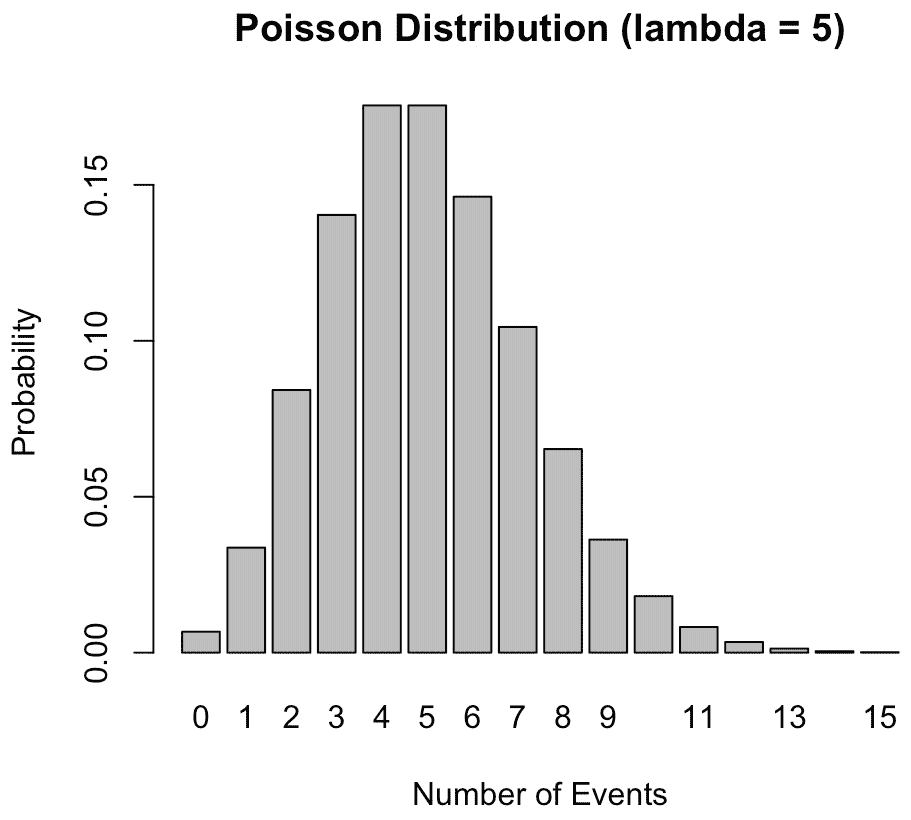 Poisson Distribution (lambda = 5)
Probability
0.15
0.10
0.05
0.00
0 1 2 3 4 5 6 7 8 9 11 13 15
Number of Events